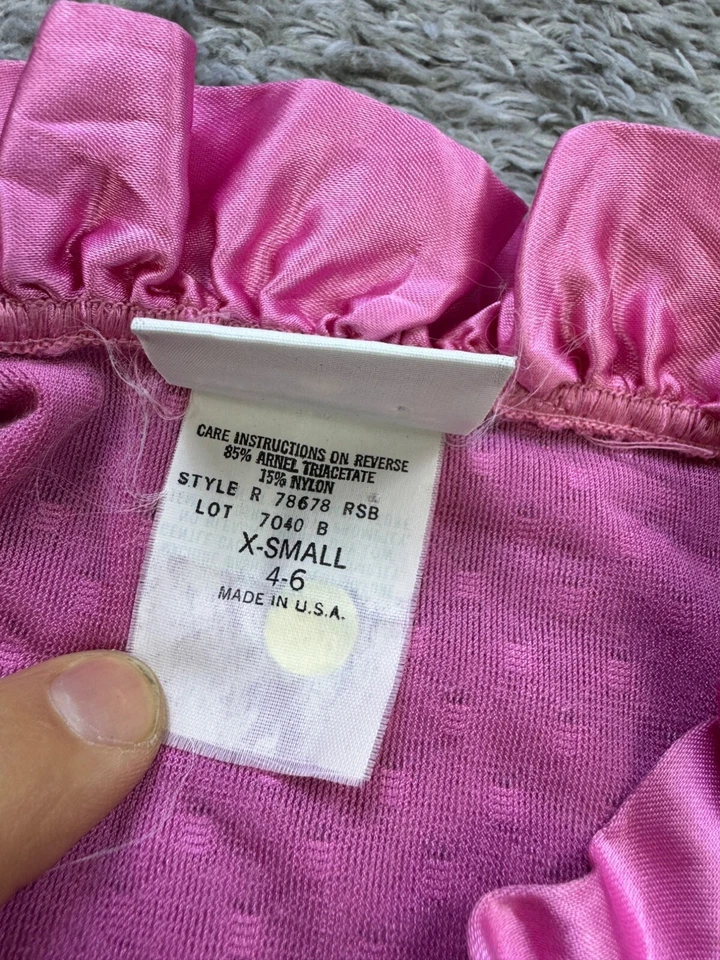 CARE INSTRUCTIONS ON REVERSE
85% ARNEL TRIACETATE
15% NYLON
STYLE R 78678 RSB
LOT 7040 B
X-SMALL
4-6
MADE IN U.S.A.